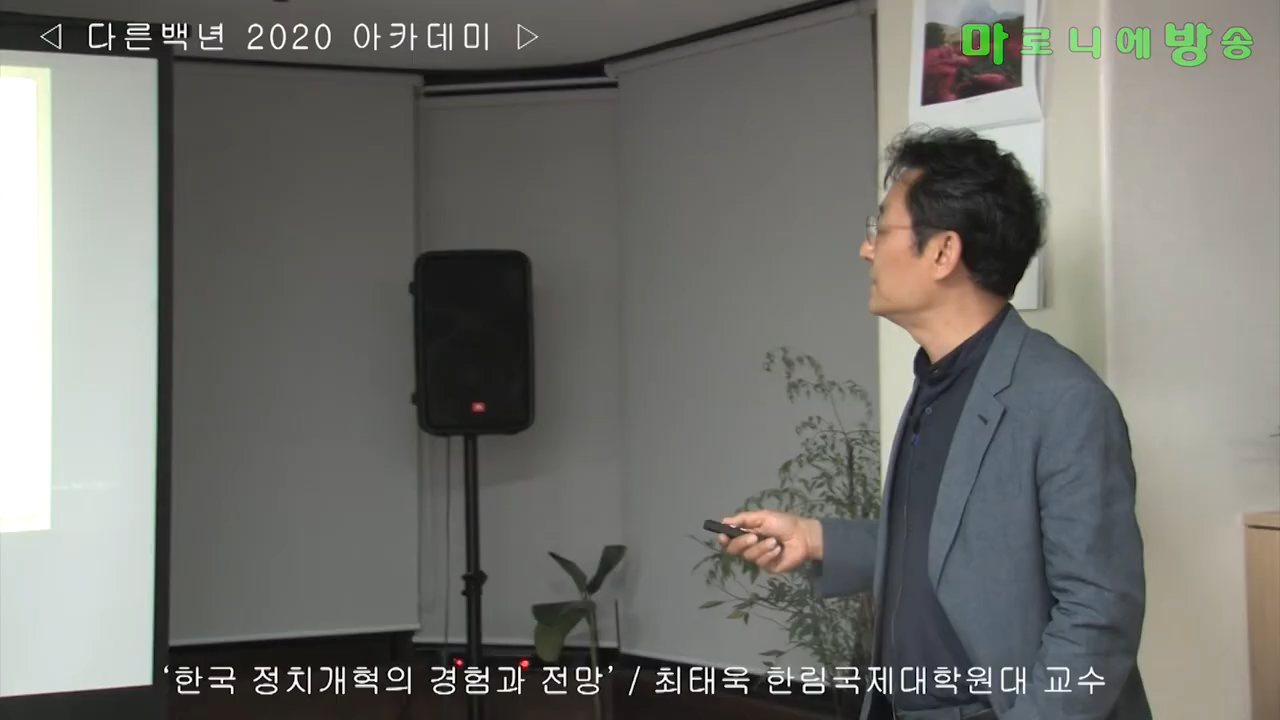 ◁ 다른백년 2020 아카데미 ▷
마로니에방송
‘한국 정치개혁의 경험과 전망’ / 최태욱 한림국제대학원대 교수